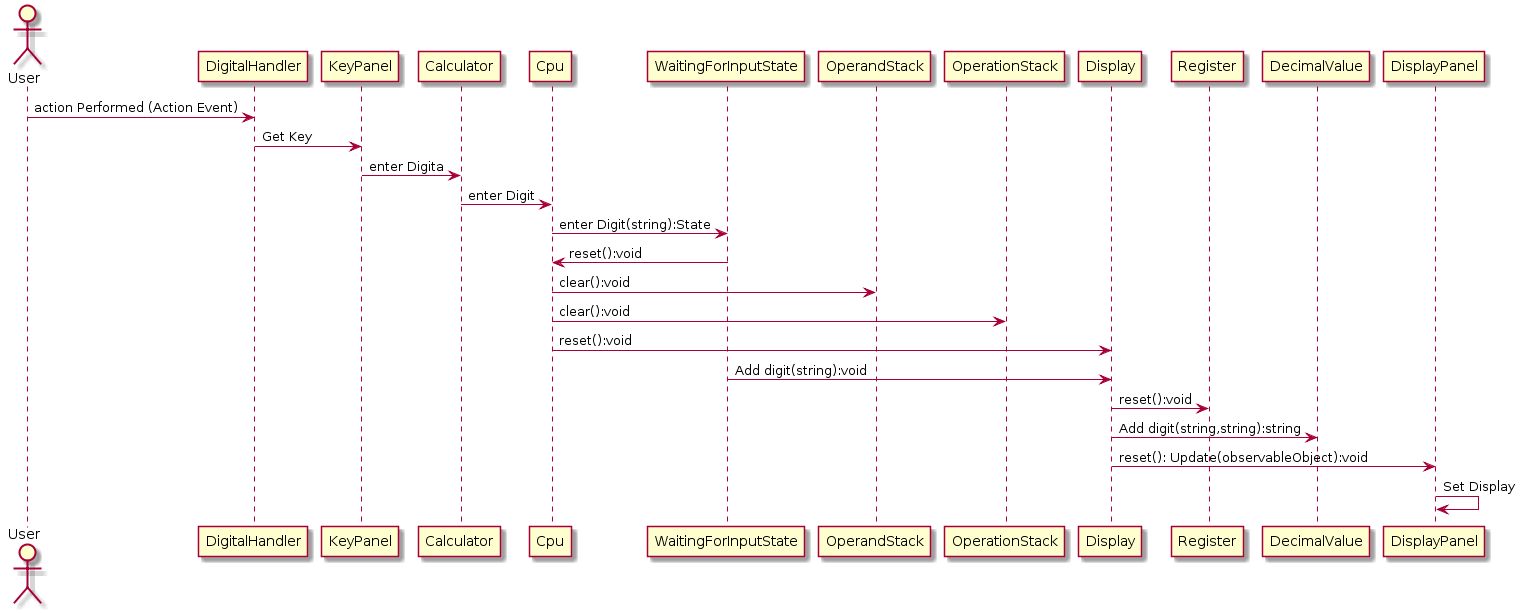 User
DigitalHandler
KeyPanel
Calculator
Cpu
WaitingForInputState
OperandStack
OperationStack
Display
Register
DecimalValue
DisplayPanel
action Performed (Action Event)
Get Key
enter Digita
enter Digit
enter Digit(string):State
reset():void
clear():void
clear():void
reset():void
Add digit(string):void
reset():void
Add digit(string,string):string
reset(): Update(observableObject):void
Set Display
User
DigitalHandler
KeyPanel
Calculator
Cpu
WaitingForInputState
OperandStack
OperationStack
Display
Register
DecimalValue
DisplayPanel